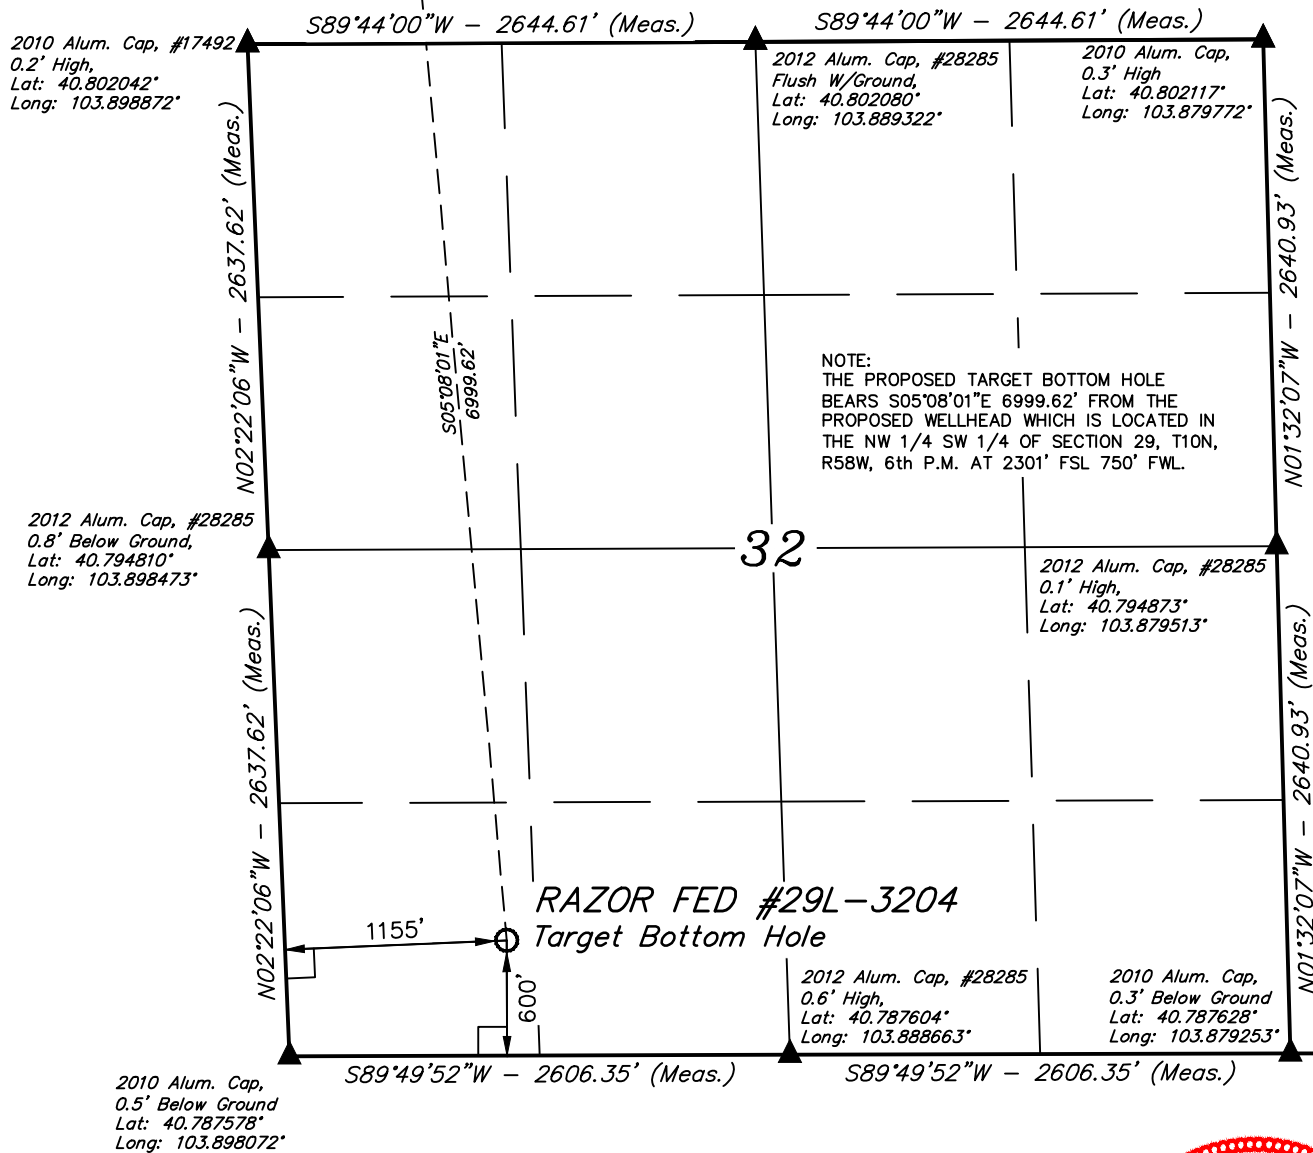 S89°44'00"W - 2644.61' (Meas.)
S89°44'00"W - 2644.61' (Meas.)
2010 Alum. Cap, #17492
0.2' High,
Lat: 40.802042°
Long: 103.898872°
2012 Alum. Cap, #28285
Flush W/Ground,
Lat: 40.802080°
Long: 103.889322°
2010 Alum. Cap,
0.3' High
Lat: 40.802117°
Long: 103.879772°
N02°22'06"W - 2637.62' (Meas.)
N01°32'07"W - 2640.93' (Meas.)
S05°08'01"E
6999.62'
NOTE:
THE PROPOSED TARGET BOTTOM HOLE
BEARS S05°08'01"E 6999.62' FROM THE
PROPOSED WELLHEAD WHICH IS LOCATED IN
THE NW 1/4 SW 1/4 OF SECTION 29, T10N,
R58W, 6th P.M. AT 2301' FSL 750' FWL.
2012 Alum. Cap, #28285
0.8' Below Ground,
Lat: 40.794810°
Long: 103.898473°
32
2012 Alum. Cap, #28285
0.1' High,
Lat: 40.794873°
Long: 103.879513°
N02°22'06"W - 2637.62' (Meas.)
N01°32'07"W - 2640.93' (Meas.)
RAZOR FED #29L-3204
Target Bottom Hole
1155'
600'
2012 Alum. Cap, #28285
0.6' High,
Lat: 40.787604°
Long: 103.888663°
2010 Alum. Cap,
0.3' Below Ground
Lat: 40.787628°
Long: 103.879253°
S89°49'52"W - 2606.35' (Meas.)
S89°49'52"W - 2606.35' (Meas.)
2010 Alum. Cap,
0.5' Below Ground
Lat: 40.787578°
Long: 103.898072°